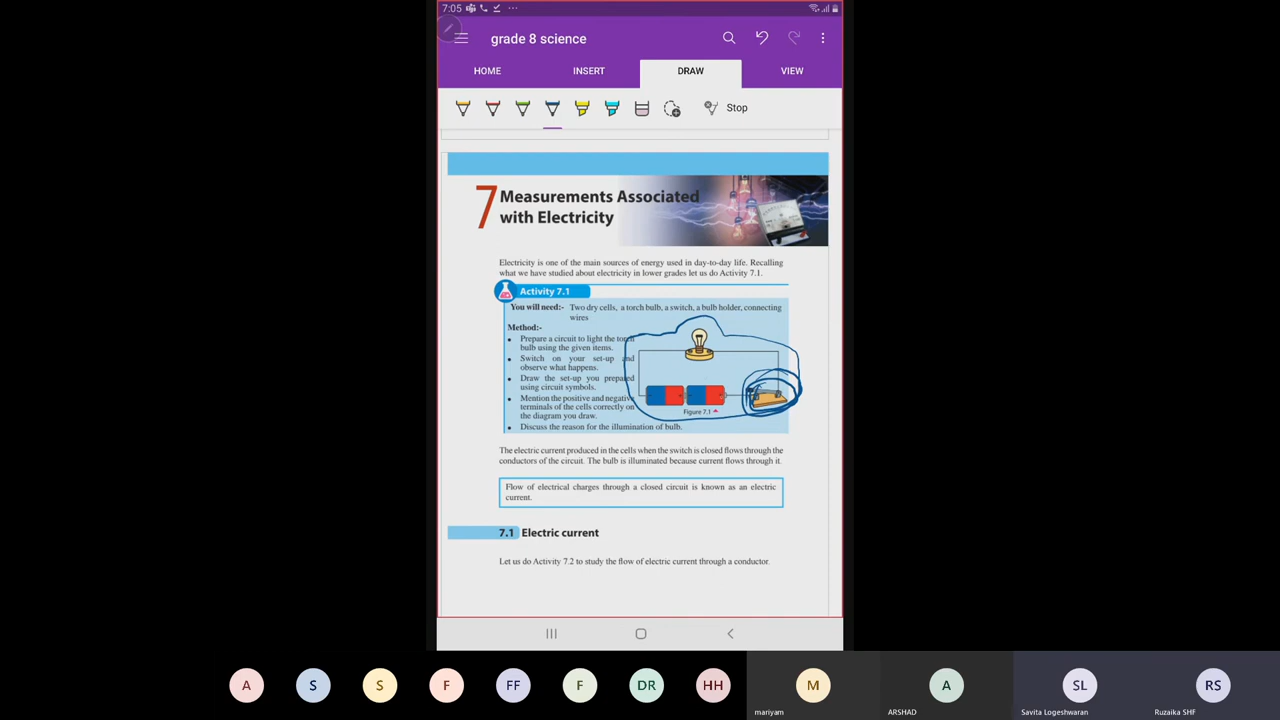 7:05
grade 8 science
HOME INSERT DRAW VIEW
Stop
7 Measurements Associated
with Electricity
Electricity is one of the main sources of energy used in day-to-day life. Recalling
what we have studied about electricity in lower grades let us do Activity 7.1.
Activity 7.1
You will need:- Two dry cells, a torch bulb, a switch, a bulb holder, connecting
wires
Method:-
• Prepare a circuit to light the torch
bulb using the given items.
• Switch on your set-up and
observe what happens.
• Draw the set-up you prepared
using circuit symbols.
• Mention the positive and negative
terminals of the cells correctly on
the diagram you draw.
• Discuss the reason for the illumination of bulb.
Figure 7.1
The electric current produced in the cells when the switch is closed flows through the
conductors of the circuit. The bulb is illuminated because current flows through it.
Flow of electrical charges through a closed circuit is known as an electric
current.
7.1 Electric current
Let us do Activity 7.2 to study the flow of electric current through a conductor.
A S S F FF F DR HH M A SL RS
mariyam ARSHAD Savita Logeshwaran Ruzaika SHF